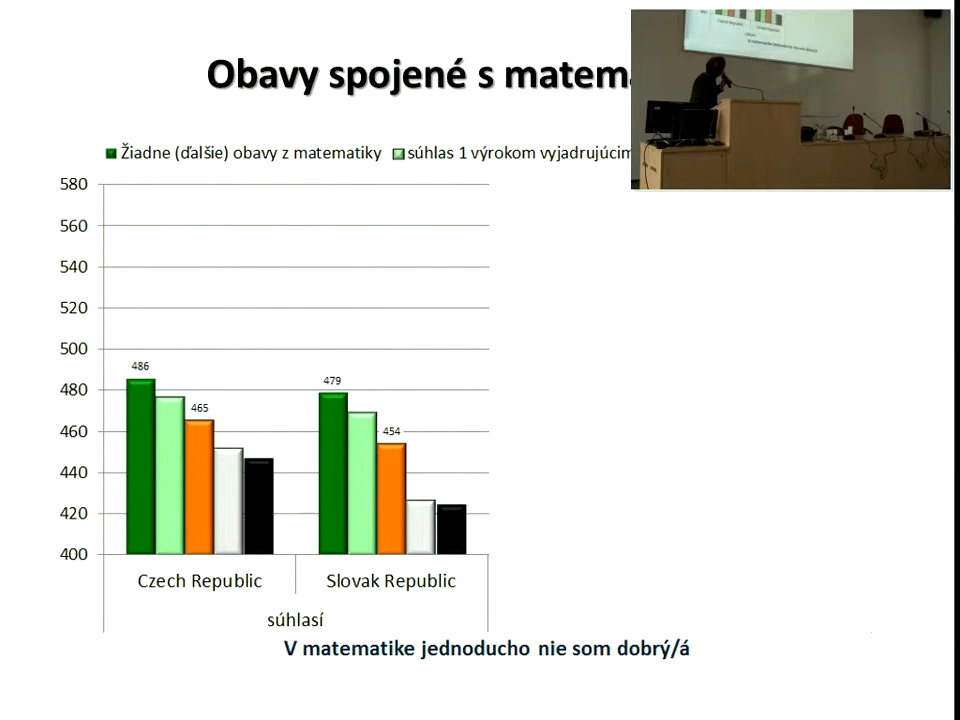 Obavy spojené s matem
Žiadne (ďalšie) obavy z matematiky súhlas 1 výrokom vyjadrujúcim
580
560
540
520
500
480
460
440
420
400
486
465
479
454
Czech Republic Slovak Republic
súhlasí
V matematike jednoducho nie som dobrý/á